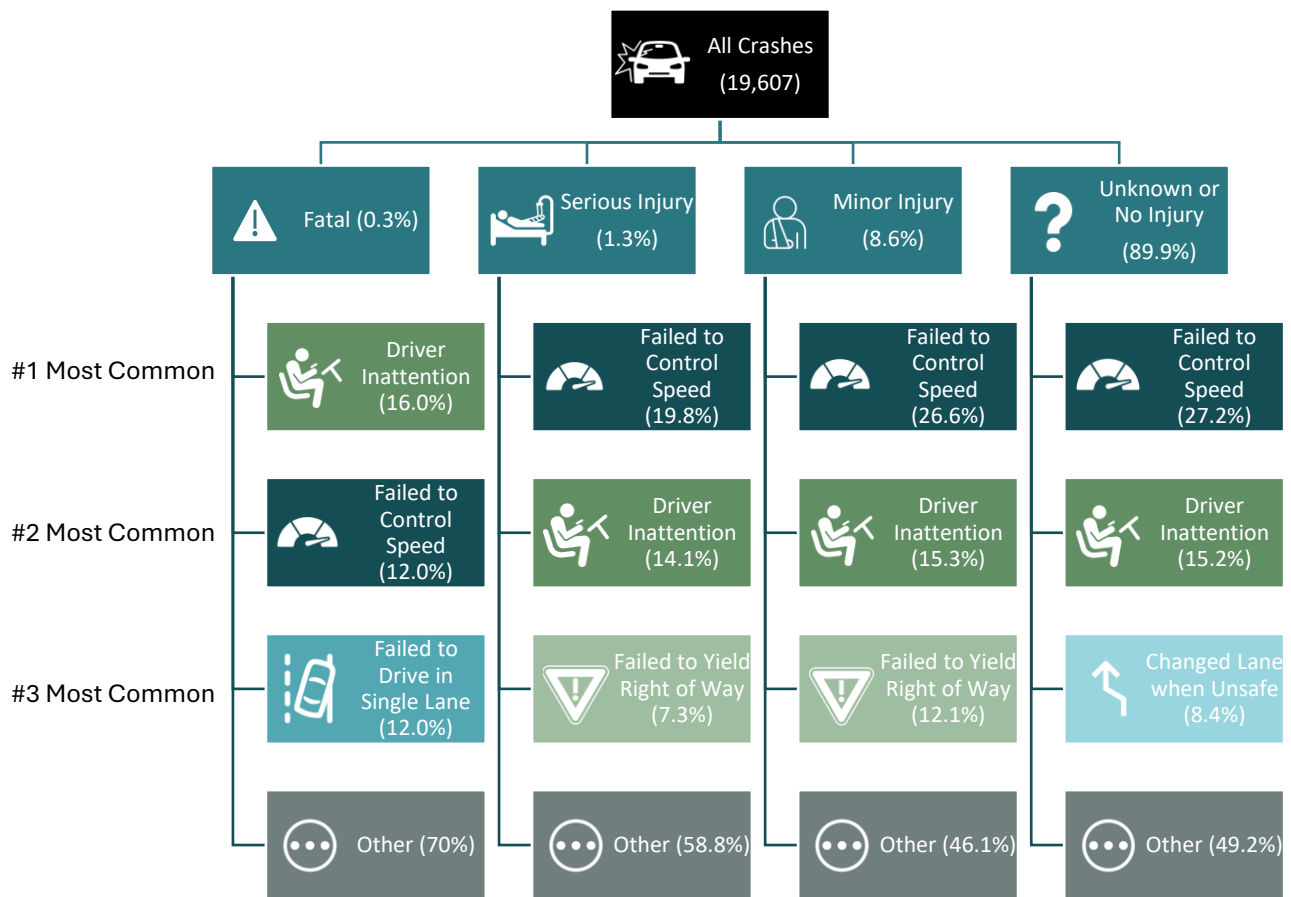 All Crashes
(19,607)
Fatal (0.3%)
Serious Injury
(1.3%)
Minor Injury
(8.6%)
Unknown or
No Injury
(89.9%)
#1 Most Common
Driver
Inattention
(16.0%)
Failed to
Control
Speed
(19.8%)
Failed to
Control
Speed
(26.6%)
Failed to
Control
Speed
(27.2%)
#2 Most Common
Failed to
Control
Speed
(12.0%)
Driver
Inattention
(14.1%)
Driver
Inattention
(15.3%)
Driver
Inattention
(15.2%)
#3 Most Common
Failed to
Drive in
Single Lane
(12.0%)
Failed to Yield
Right of Way
(7.3%)
Failed to Yield
Right of Way
(12.1%)
Changed Lane
when Unsafe
(8.4%)
Other (70%)
Other (58.8%)
Other (46.1%)
Other (49.2%)